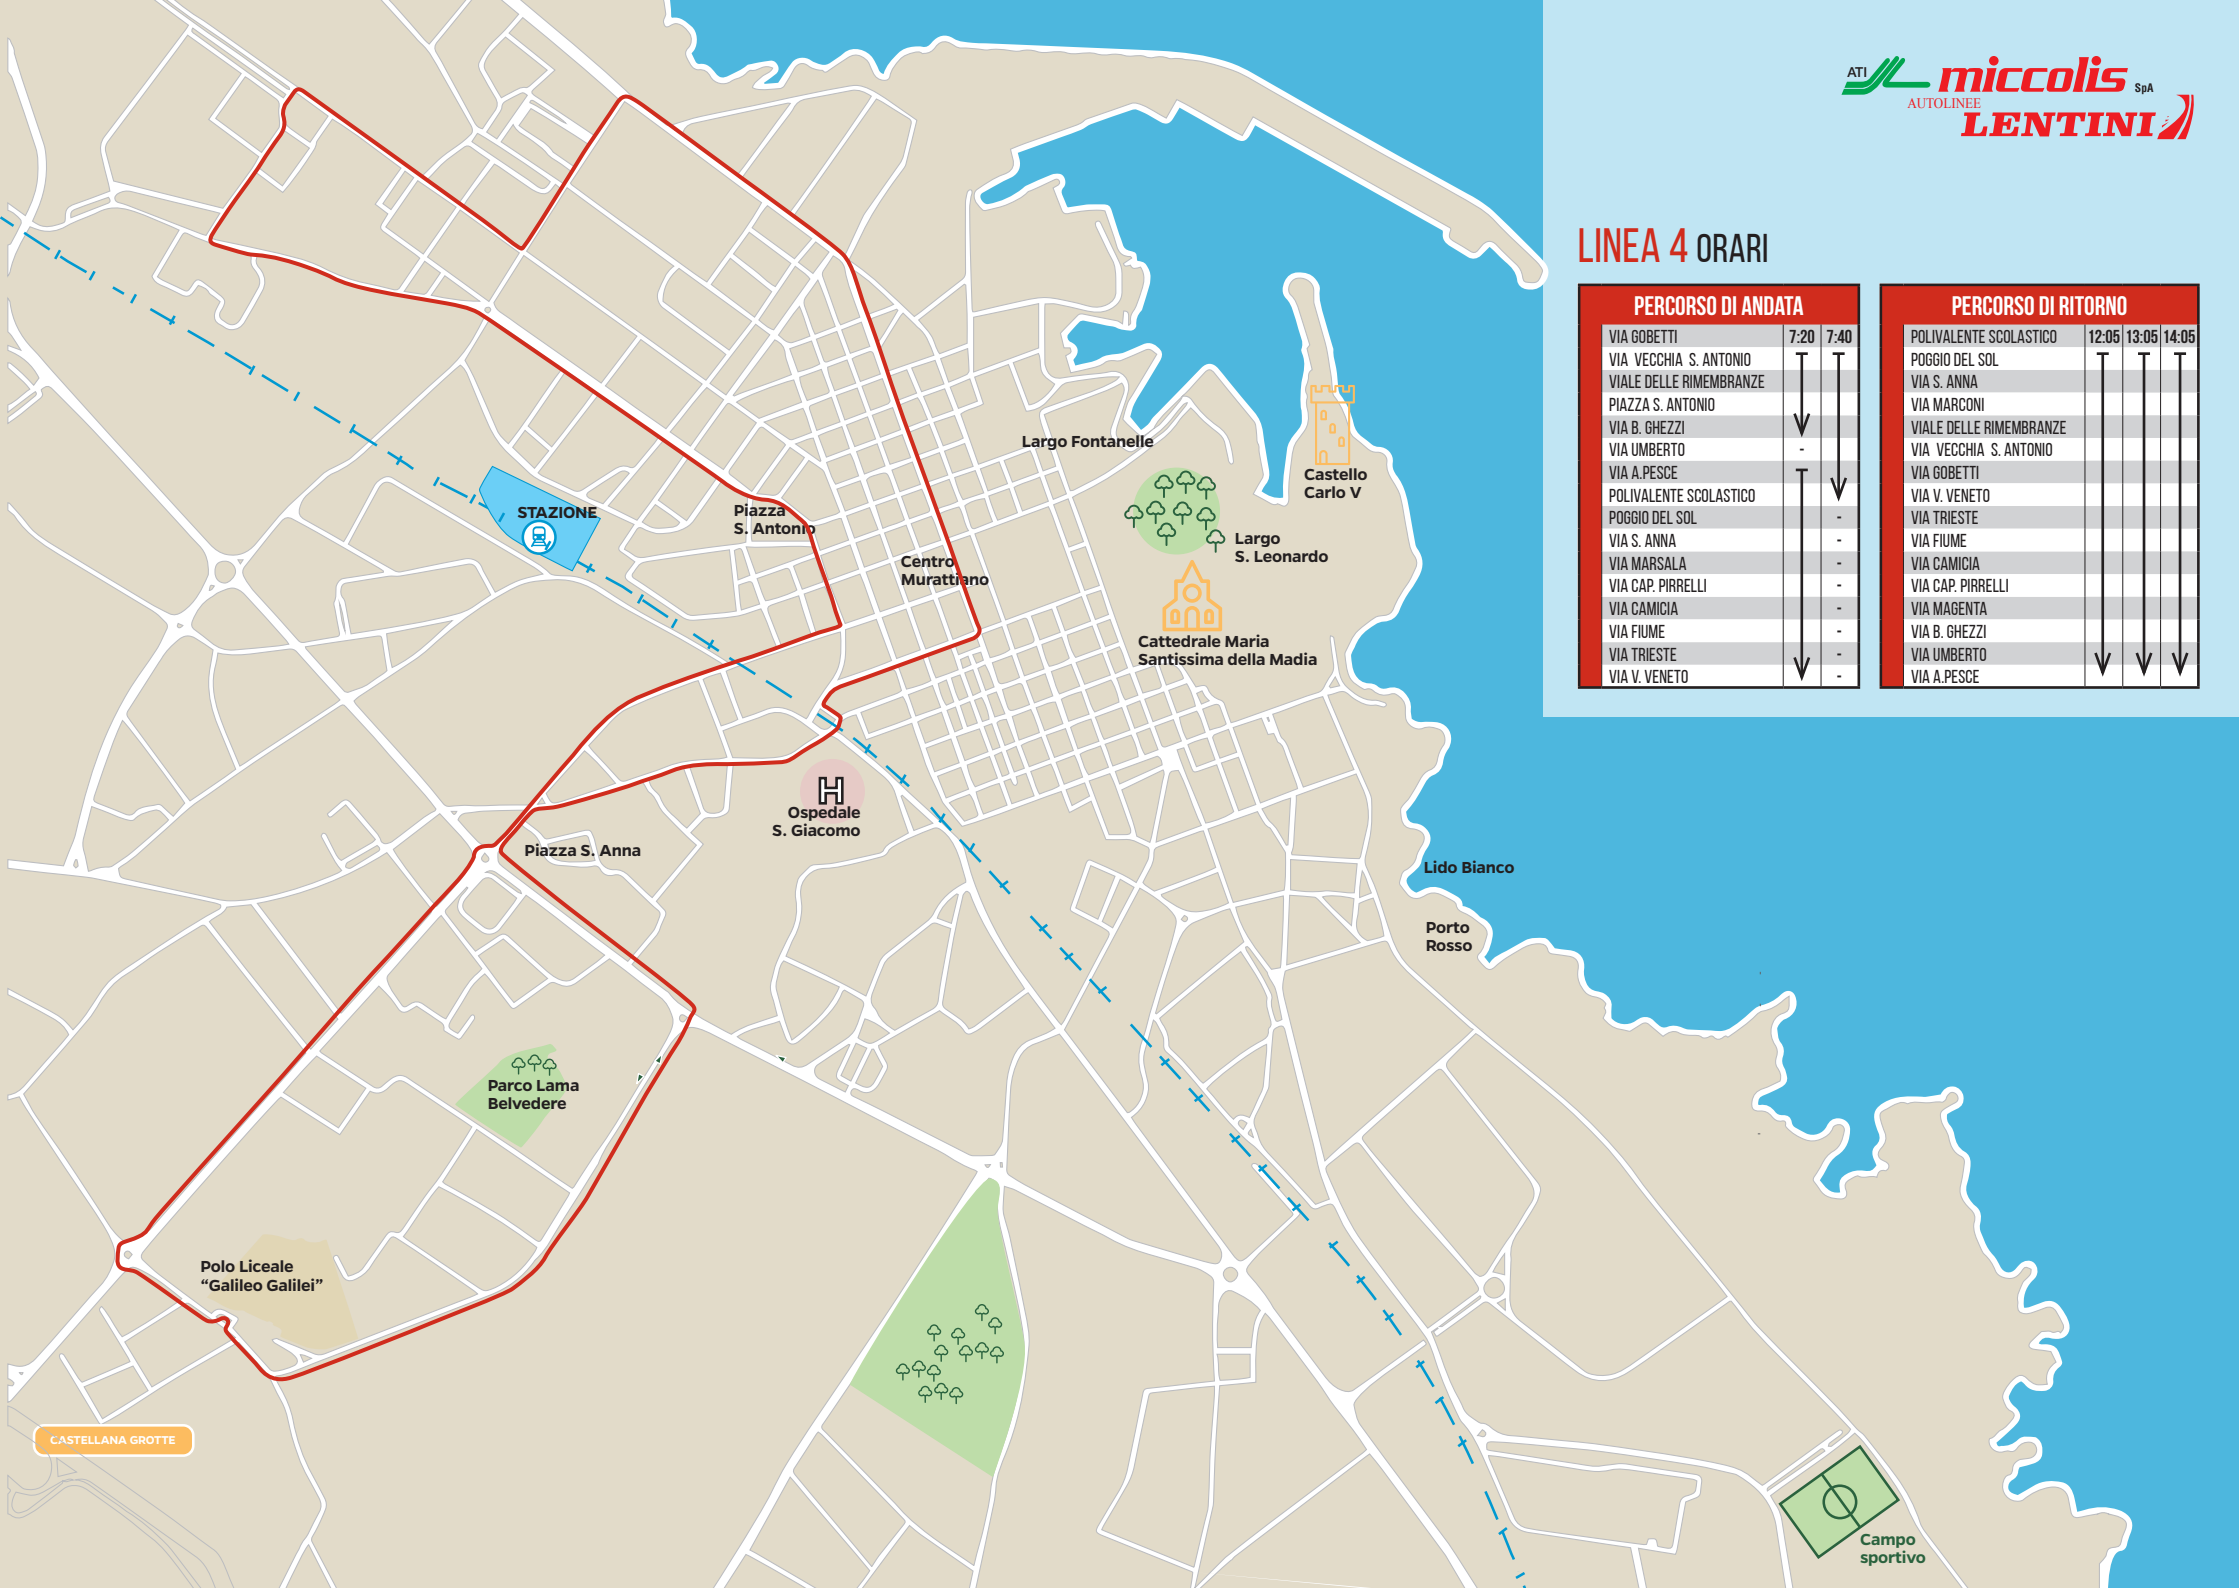 ATI
miccolis SpA
AUTOLINEE
LENTINI
LINEA 4 ORARI
PERCORSO DI ANDATA
VIA GOBETTI 7:20 7:40
VIA VECCHIA S. ANTONIO
VIALE DELLE RIMEMBRANZE
PIAZZA S. ANTONIO
VIA B. GHEZZI
VIA UMBERTO -
VIA A.PESCE
POLIVALENTE SCOLASTICO
POGGIO DEL SOL -
VIA S. ANNA -
VIA MARSALA -
VIA CAP. PIRRELLI -
VIA CAMICIA -
VIA FIUME -
VIA TRIESTE -
VIA V. VENETO -
PERCORSO DI RITORNO
POLIVALENTE SCOLASTICO 12:05 13:05 14:05
POGGIO DEL SOL
VIA S. ANNA
VIA MARCONI
VIALE DELLE RIMEMBRANZE
VIA VECCHIA S. ANTONIO
VIA GOBETTI
VIA V. VENETO
VIA TRIESTE
VIA FIUME
VIA CAMICIA
VIA CAP. PIRRELLI
VIA MAGENTA
VIA B. GHEZZI
VIA UMBERTO
VIA A.PESCE
Largo Fontanelle
Castello
Carlo V
STAZIONE
Piazza
S. Antonio
Largo
S. Leonardo
Centro
Murattiano
Cattedrale Maria
Santissima della Madia
H
Ospedale
S. Giacomo
Piazza S. Anna
Lido Bianco
Porto
Rosso
Parco Lama
Belvedere
Polo Liceale
“Galileo Galilei”
CASTELLANA GROTTE
Campo
sportivo